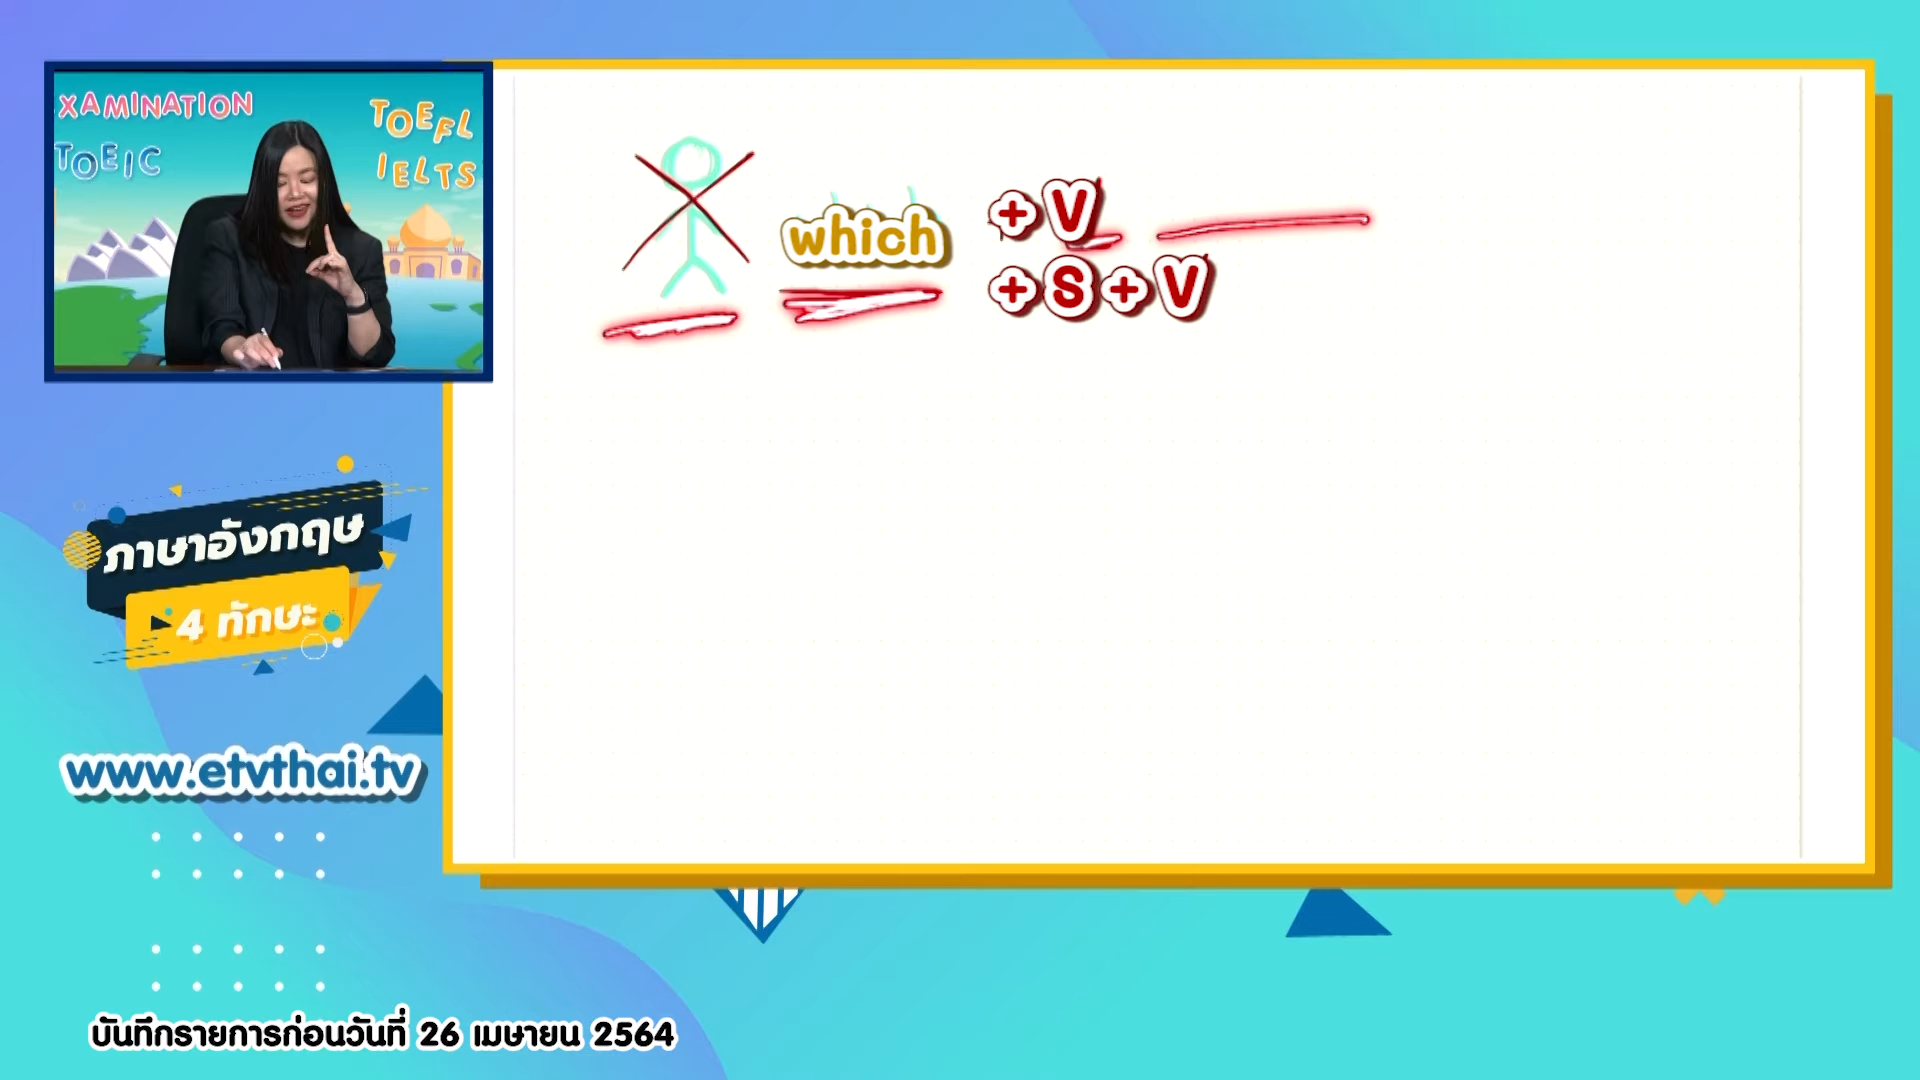 XAMINATION
TOEIC
TOEFL
IELTS
which
+V
+S+V
ภาษาอังกฤษ
4 ทักษะ
www.etvthai.tv
บันทึกรายการก่อนวันที่ 26 เมษายน 2564